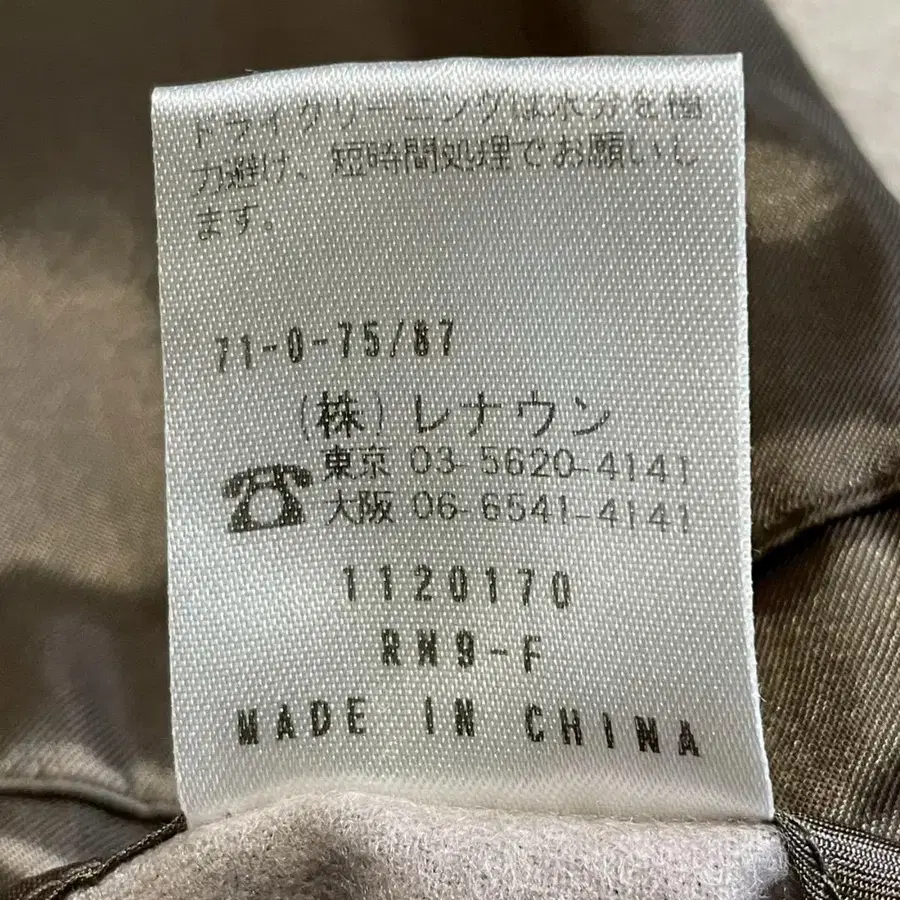 ドライクリーニングは水分を極
力避け、短時間処理でお願いし
ます。
71-0-75/87
(株)レナウン
東京 03-5620-4141
大阪 06-6541-4141
1120170
RM9-F
MADE IN CHINA